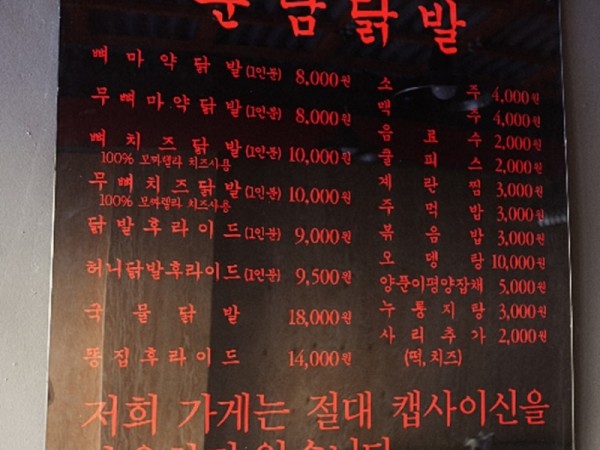 닭발
뼈마약닭발(1인분) 8,000원
무뼈마약닭발(1인분) 8,000원
뼈치즈닭발(1인분) 10,000원
100% 모짜렐라 치즈사용
무뼈치즈닭발(1인분) 10,000원
100% 모짜렐라 치즈사용
닭발후라이드(1인분) 9,000원
허니닭발후라이드(1인분) 9,500원
국물닭발 18,000원
똥집후라이드 14,000원
소주 4,000원
맥주 4,000원
음료수 2,000원
쿨피스 2,000원
계란찜 3,000원
주먹밥 3,000원
볶음밥 3,000원
오뎅탕 10,000원
양푼이평양잡채 5,000원
누룽지탕 3,000원
사리추가 2,000원
(떡,치즈)
저희 가게는 절대 캡사이신을